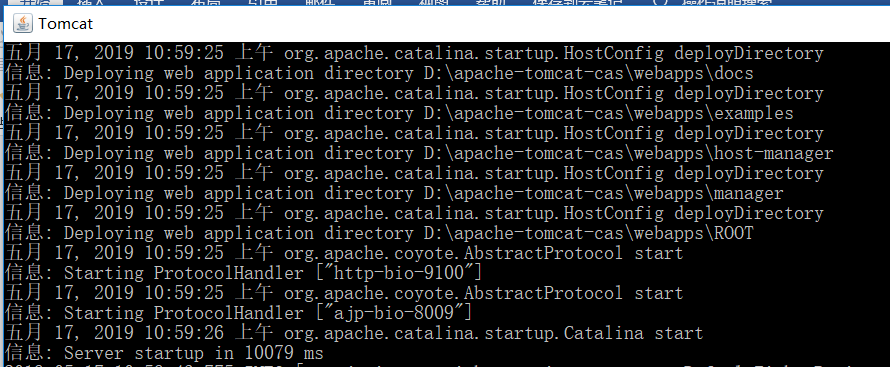 Tomcat
五月 17, 2019 10:59:25 上午 org.apache.catalina.startup.HostConfig deployDirectory
信息: Deploying web application directory D:\apache-tomcat-cas\webapps\docs
五月 17, 2019 10:59:25 上午 org.apache.catalina.startup.HostConfig deployDirectory
信息: Deploying web application directory D:\apache-tomcat-cas\webapps\examples
五月 17, 2019 10:59:25 上午 org.apache.catalina.startup.HostConfig deployDirectory
信息: Deploying web application directory D:\apache-tomcat-cas\webapps\host-manager
五月 17, 2019 10:59:25 上午 org.apache.catalina.startup.HostConfig deployDirectory
信息: Deploying web application directory D:\apache-tomcat-cas\webapps\manager
五月 17, 2019 10:59:25 上午 org.apache.catalina.startup.HostConfig deployDirectory
信息: Deploying web application directory D:\apache-tomcat-cas\webapps\ROOT
五月 17, 2019 10:59:25 上午 org.apache.coyote.AbstractProtocol start
信息: Starting ProtocolHandler ["http-bio-9100"]
五月 17, 2019 10:59:25 上午 org.apache.coyote.AbstractProtocol start
信息: Starting ProtocolHandler ["ajp-bio-8009"]
五月 17, 2019 10:59:26 上午 org.apache.catalina.startup.Catalina start
信息: Server startup in 10079 ms